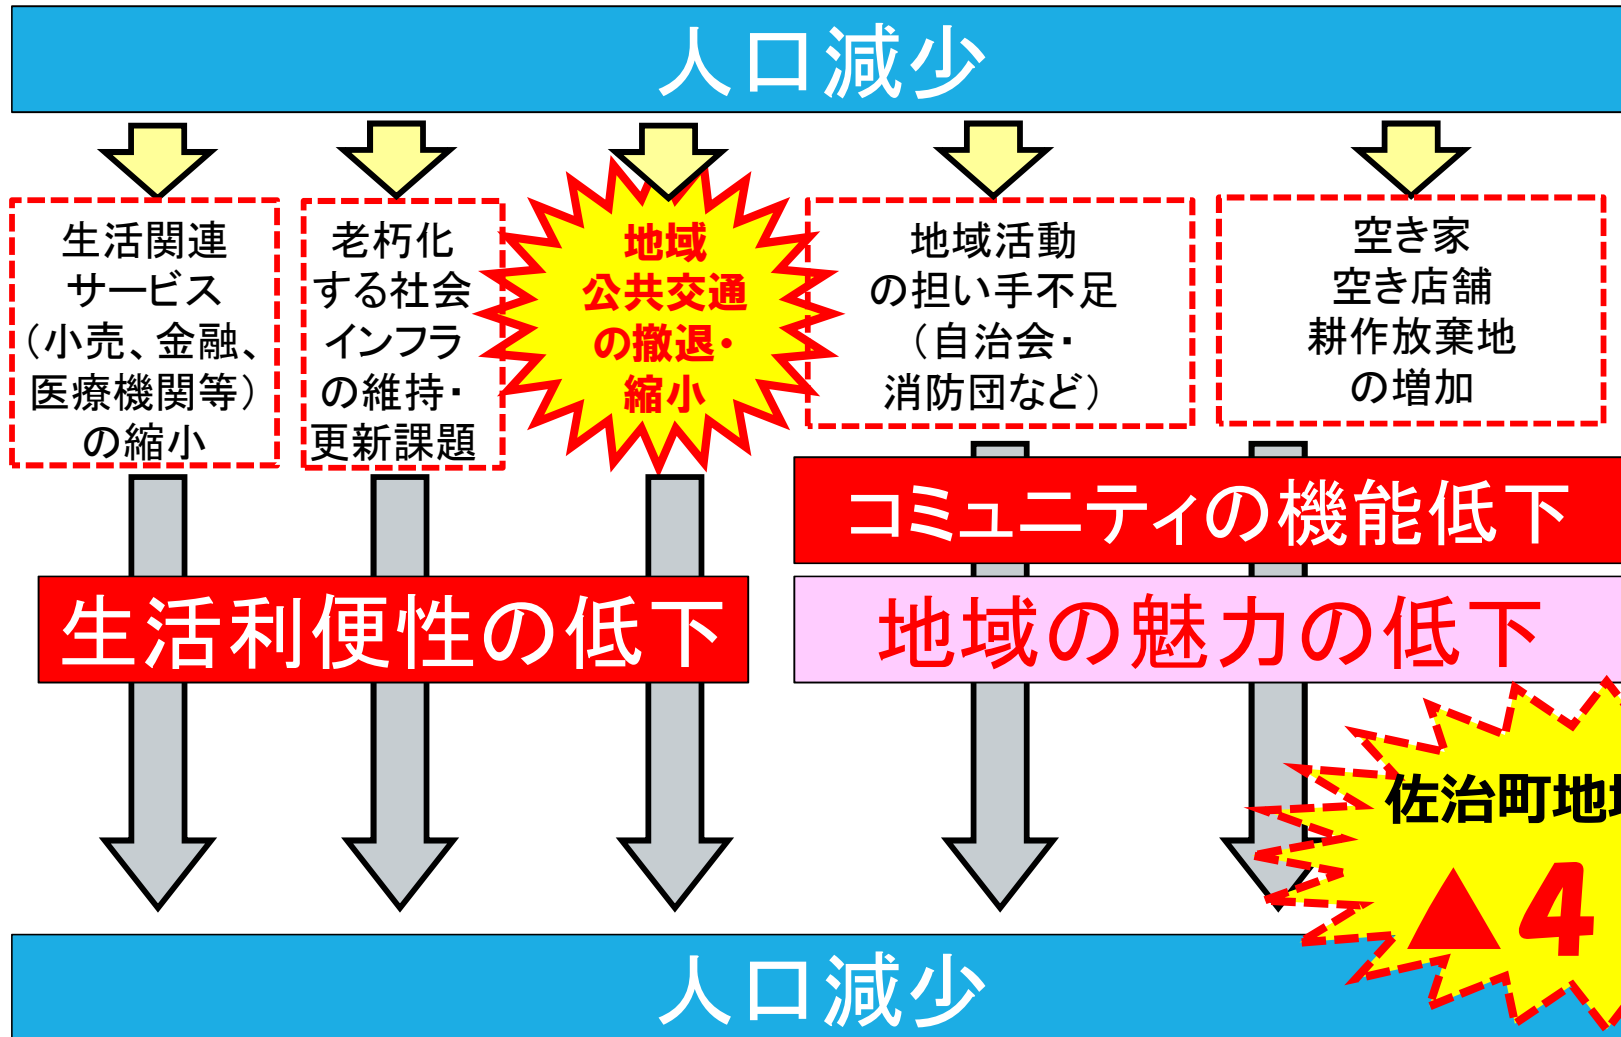 人口減少
生活関連
サービス
（小売、金融、
医療機関等）
の縮小
老朽化
する社会
インフラ
の維持・
更新課題
地域
公共交通
の撤退・
縮小
地域活動
の担い手不足
（自治会・
消防団など）
空き家
空き店舗
耕作放棄地
の増加
コミュニティの機能低下
生活利便性の低下
地域の魅力の低下
佐治町地
▲4
人口減少